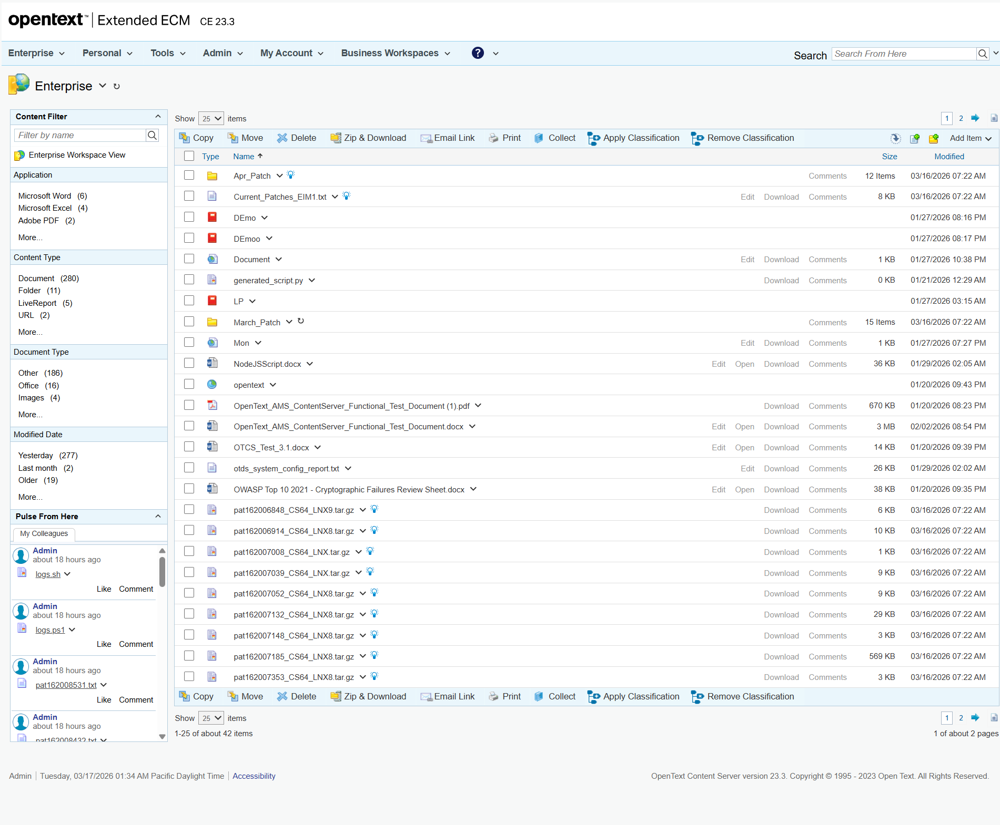 opentext™ | Extended ECM CE 23.3
Enterprise Personal Tools Admin My Account Business Workspaces ? Search Search From Here
Enterprise
Content Filter
Filter by name
Enterprise Workspace View
Application
Microsoft Word (6)
Microsoft Excel (4)
Adobe PDF (2)
More...
Content Type
Document (280)
Folder (11)
LiveReport (5)
URL (2)
More...
Document Type
Other (186)
Office (16)
Images (4)
More...
Modified Date
Yesterday (277)
Last month (2)
Older (19)
More...
Pulse From Here
My Colleagues
Admin
about 18 hours ago
logs.sh
Like Comment
Admin
about 18 hours ago
logs.ps1
Like Comment
Admin
about 18 hours ago
pat162008531.txt
Like Comment
Admin
about 18 hours ago
pat162008432.txt
Show 25 items 1 2
Copy Move Delete Zip & Download Email Link Print Collect Apply Classification Remove Classification Add Item
Type Name Size Modified
Apr_Patch Comments 12 Items 03/16/2026 07:22 AM
Current_Patches_EIM1.txt Edit Download Comments 8 KB 03/16/2026 07:22 AM
DEmo 01/27/2026 08:16 PM
DEmoo 01/27/2026 08:17 PM
Document Edit Download Comments 1 KB 01/27/2026 10:38 PM
generated_script.py Download Comments 0 KB 01/21/2026 12:29 AM
LP 01/27/2026 03:15 AM
March_Patch Comments 15 Items 03/16/2026 07:22 AM
Mon Edit Download Comments 1 KB 01/27/2026 07:27 PM
NodeJSScript.docx Edit Open Download Comments 36 KB 01/29/2026 02:05 AM
opentext 01/20/2026 09:43 PM
OpenText_AMS_ContentServer_Functional_Test_Document (1).pdf Download Comments 670 KB 01/20/2026 08:23 PM
OpenText_AMS_ContentServer_Functional_Test_Document.docx Edit Open Download Comments 3 MB 02/02/2026 08:54 PM
OTCS_Test_3.1.docx Edit Open Download Comments 14 KB 01/20/2026 09:39 PM
otds_system_config_report.txt Edit Download Comments 26 KB 01/29/2026 02:02 AM
OWASP Top 10 2021 - Cryptographic Failures Review Sheet.docx Edit Open Download Comments 38 KB 01/20/2026 09:35 PM
pat162006848_CS64_LNX9.tar.gz Download Comments 6 KB 03/16/2026 07:22 AM
pat162006914_CS64_LNX8.tar.gz Download Comments 10 KB 03/16/2026 07:22 AM
pat162007008_CS64_LNX.tar.gz Download Comments 1 KB 03/16/2026 07:22 AM
pat162007039_CS64_LNX.tar.gz Download Comments 9 KB 03/16/2026 07:22 AM
pat162007052_CS64_LNX8.tar.gz Download Comments 9 KB 03/16/2026 07:22 AM
pat162007132_CS64_LNX8.tar.gz Download Comments 29 KB 03/16/2026 07:22 AM
pat162007148_CS64_LNX8.tar.gz Download Comments 3 KB 03/16/2026 07:22 AM
pat162007185_CS64_LNX8.tar.gz Download Comments 569 KB 03/16/2026 07:22 AM
pat162007353_CS64_LNX8.tar.gz Download Comments 3 KB 03/16/2026 07:22 AM
Copy Move Delete Zip & Download Email Link Print Collect Apply Classification Remove Classification
Show 25 items 1 2
1-25 of about 42 items 1 of about 2 pages
Admin | Tuesday, 03/17/2026 01:34 AM Pacific Daylight Time | Accessibility OpenText Content Server version 23.3. Copyright © 1995 - 2023 Open Text. All Rights Reserved.